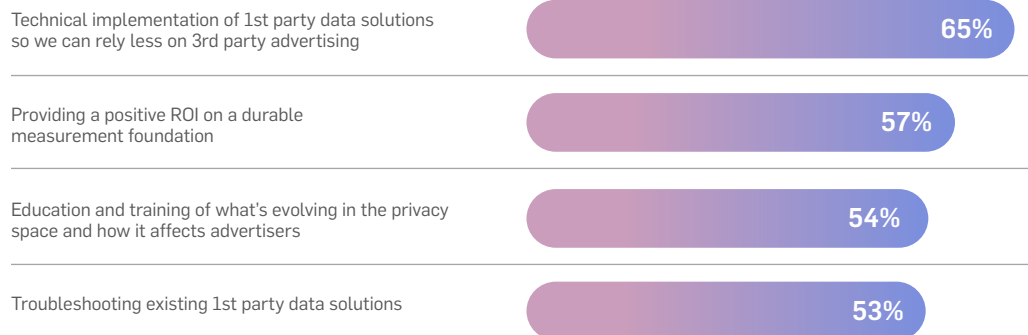 Technical implementation of 1st party data solutions
so we can rely less on 3rd party advertising
65%
Providing a positive ROI on a durable
measurement foundation
57%
Education and training of what's evolving in the privacy
space and how it affects advertisers
54%
Troubleshooting existing 1st party data solutions
53%